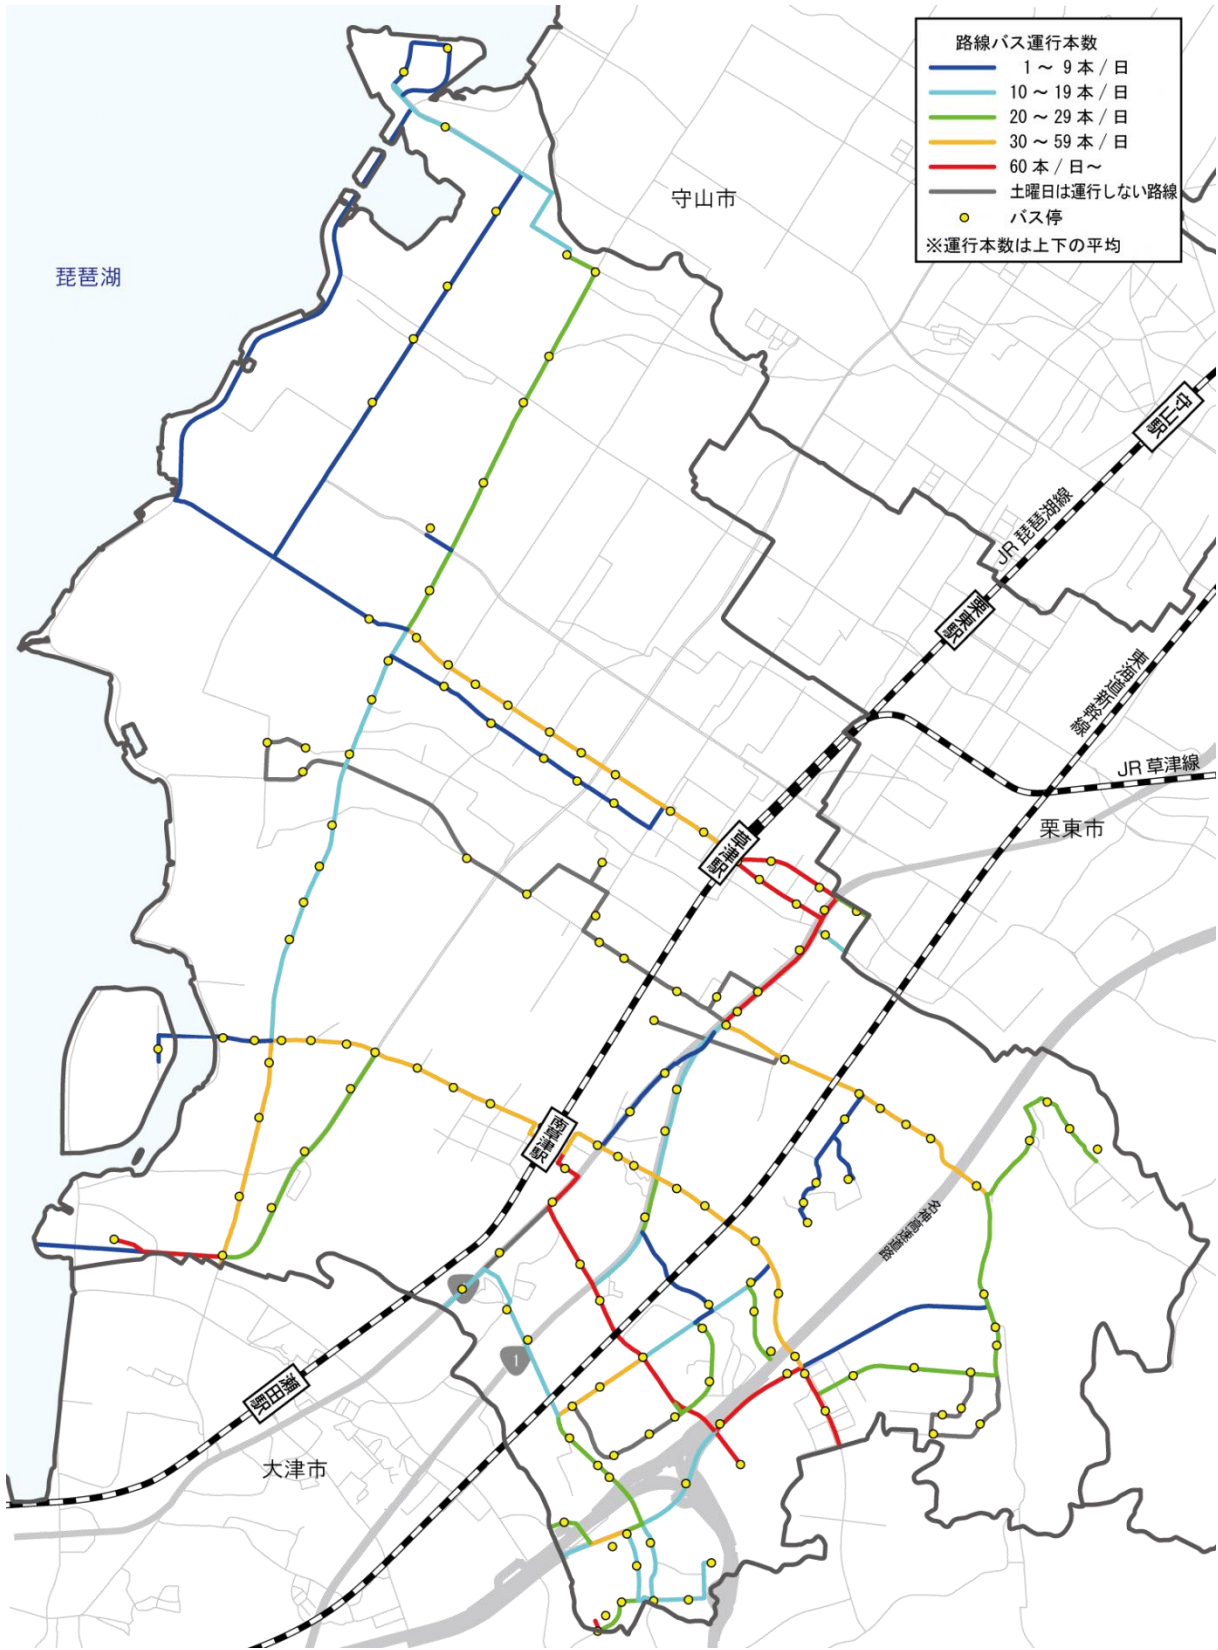 路線バス運行本数
1 ～ 9 本 / 日
10 ～ 19 本 / 日
20 ～ 29 本 / 日
30 ～ 59 本 / 日
60 本 / 日～
土曜日は運行しない路線
バス停
※運行本数は上下の平均
守山市
琵琶湖
守山駅
JR 琵琶湖線
栗東駅
東海道新幹線
JR 草津線
栗東市
草津駅
南草津駅
名神高速道路
1
瀬田駅
大津市